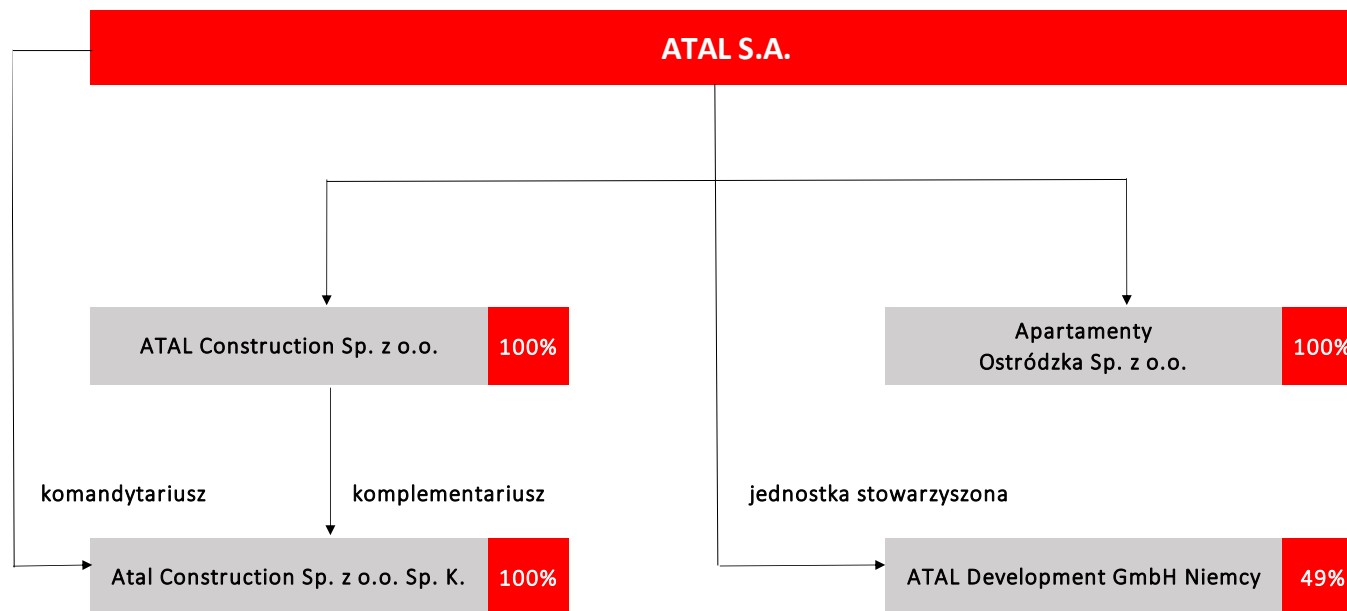 ATAL S.A.
ATAL Construction Sp. z o.o.
100%
Apartamenty
Ostródzka Sp. z o.o.
100%
komandytariusz
komplementariusz
jednostka stowarzyszona
Atal Construction Sp. z o.o. Sp. K.
100%
ATAL Development GmbH Niemcy
49%